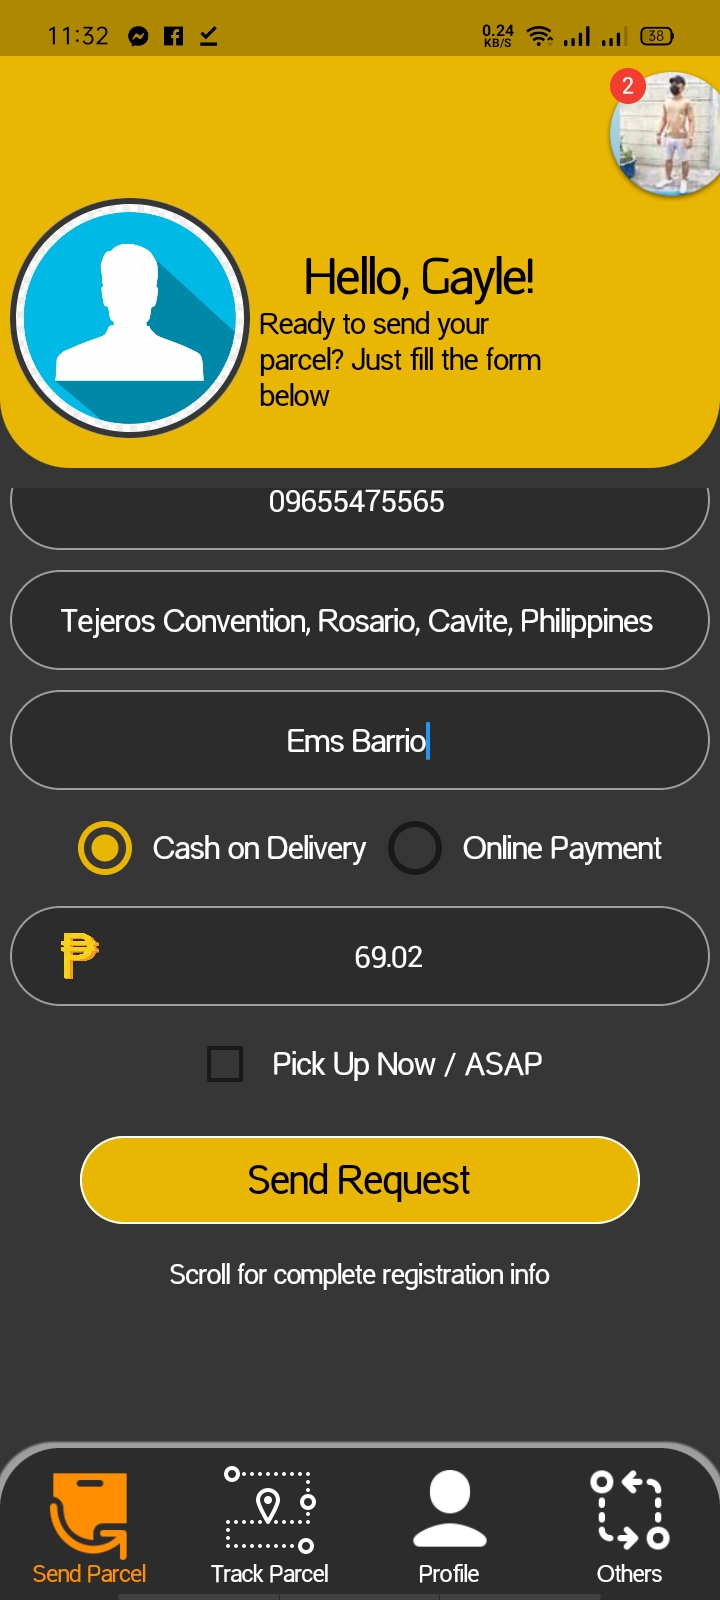 11:32
0.24
KB/S
38
2
Hello, Gayle!
Ready to send your
parcel? Just fill the form
below
09655475565
Tejeros Convention, Rosario, Cavite, Philippines
Ems Barrio
Cash on Delivery
Online Payment
₱ 69.02
Pick Up Now / ASAP
Send Request
Scroll for complete registration info
Send Parcel
Track Parcel
Profile
Others